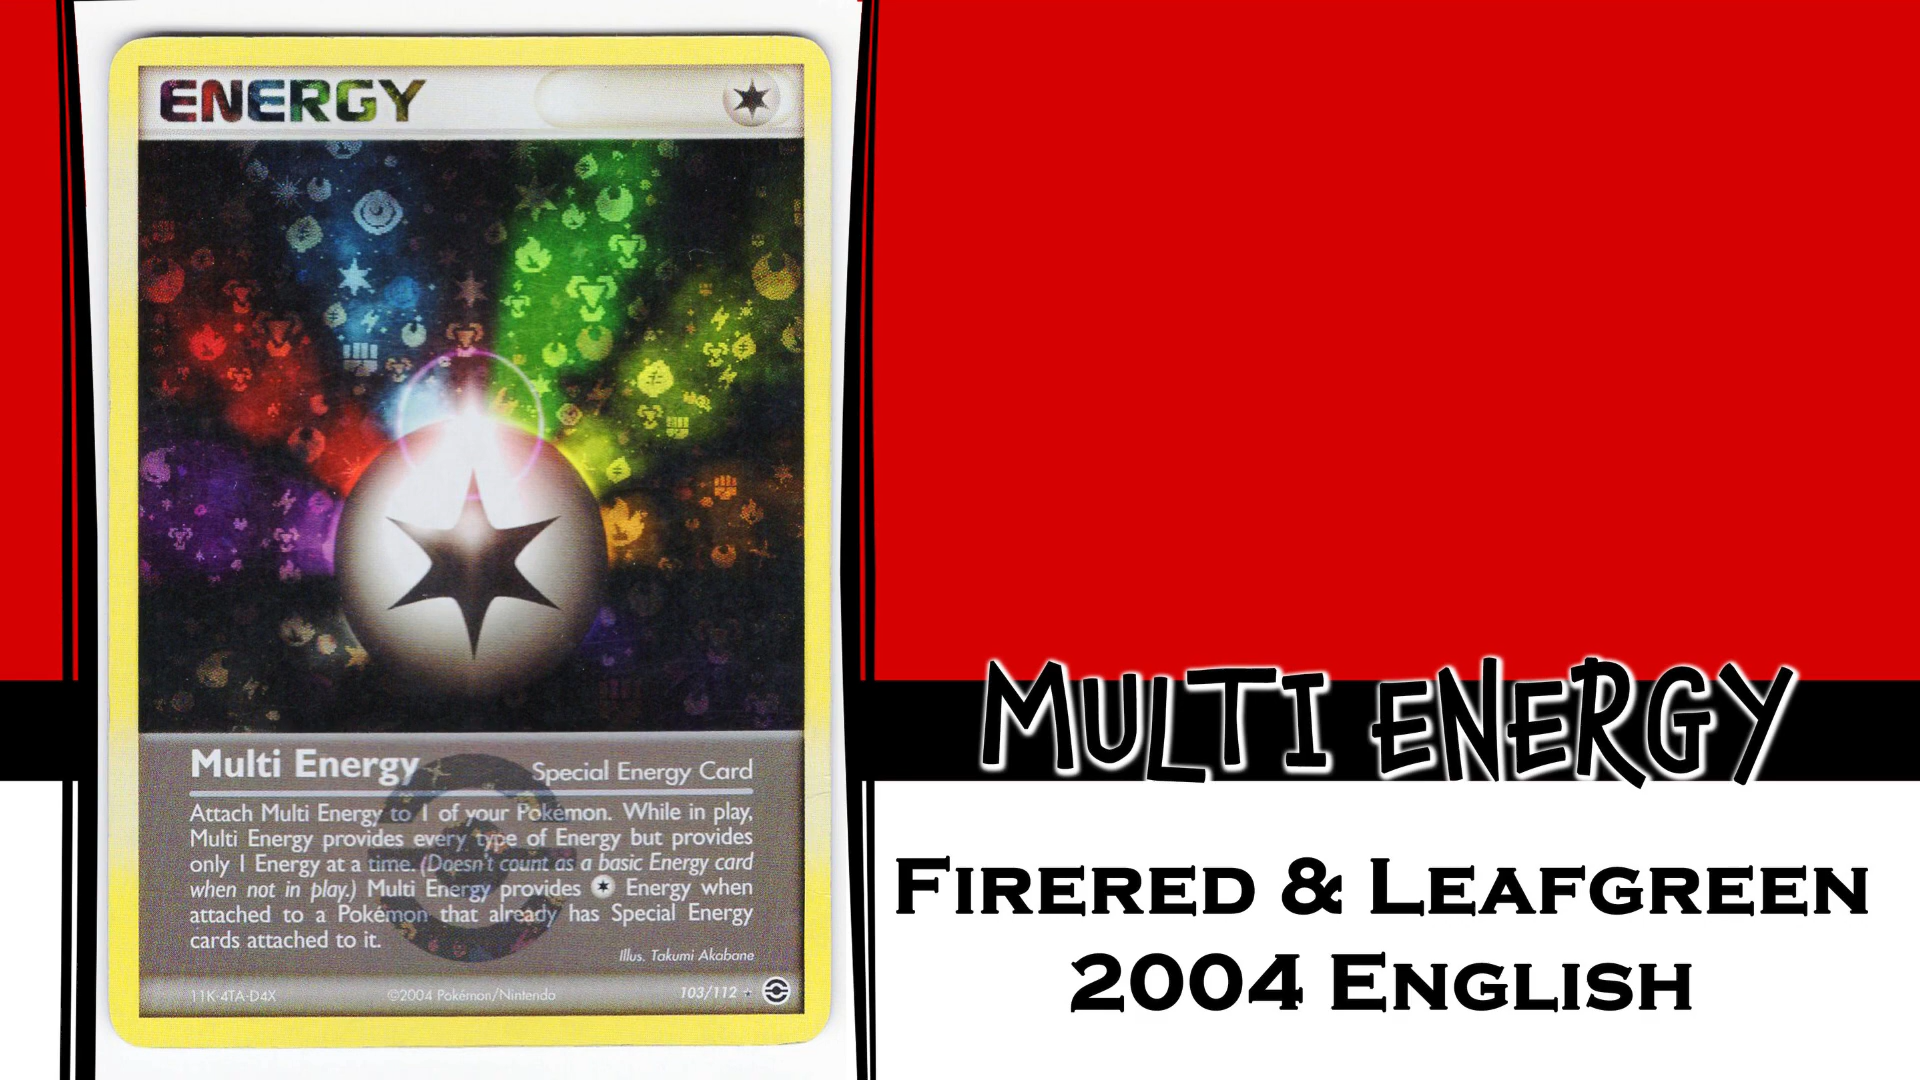 ENERGY
Multi Energy
Special Energy Card
Attach Multi Energy to 1 of your Pokémon. While in play,
Multi Energy provides every type of Energy but provides
only 1 Energy at a time. (Doesn't count as a basic Energy card
when not in play.) Multi Energy provides Energy when
attached to a Pokémon that already has Special Energy
cards attached to it.
Illus. Takumi Akabane
11K-4TA-D4X
©2004 Pokémon/Nintendo
103/112 ★
MULTI ENERGY
FIRERED & LEAFGREEN
2004 ENGLISH